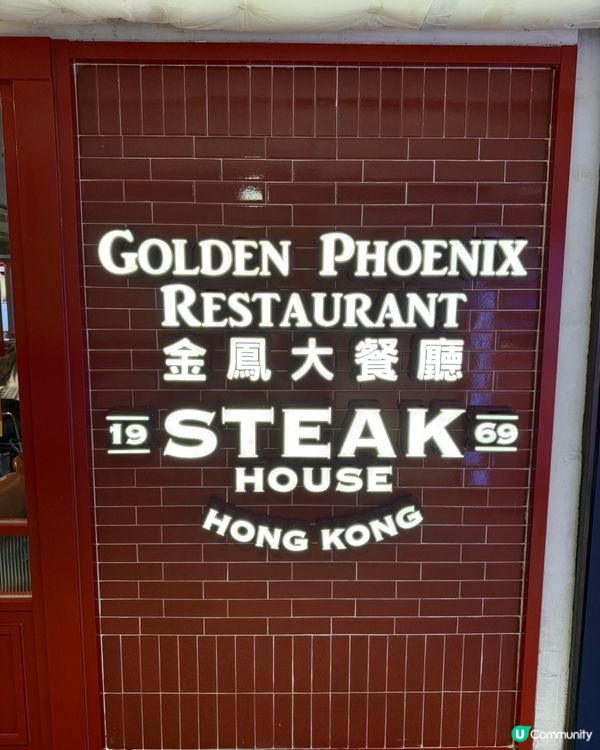 GOLDEN PHOENIX
RESTAURANT
金鳳大餐廳
19 STEAK 69
HOUSE
HONG KONG
U Community